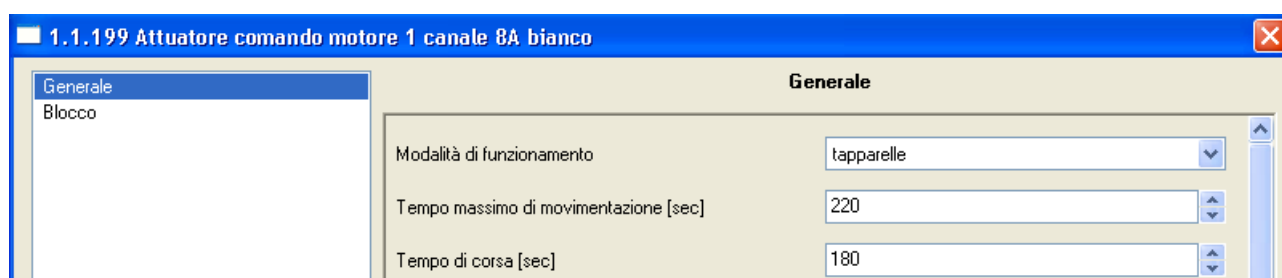 1.1.199 Attuatore comando motore 1 canale 8A bianco
Generale
Blocco
Generale
Modalità di funzionamento tapparelle
Tempo massimo di movimentazione [sec] 220
Tempo di corsa [sec] 180